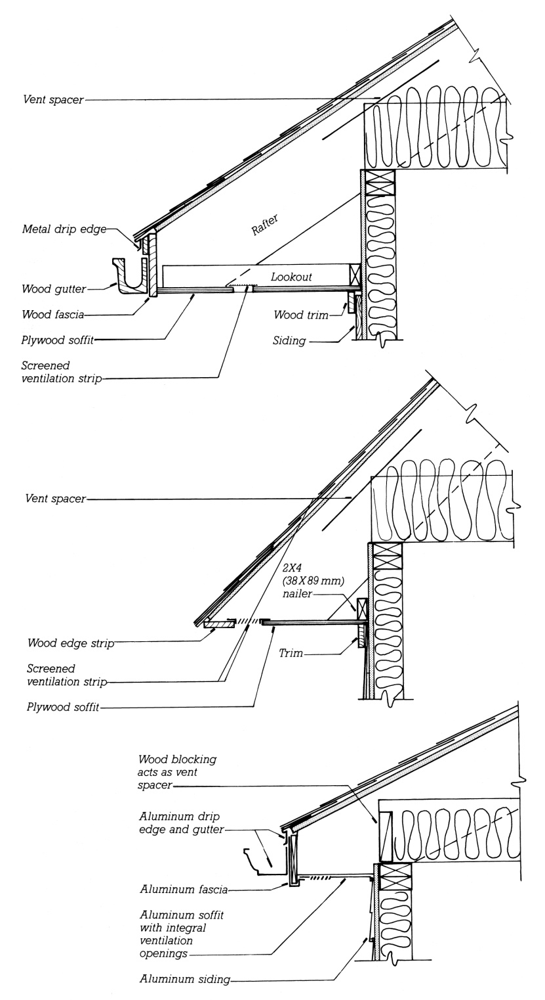 Vent spacer
Rafter
Metal drip edge
Lookout
Wood gutter
Wood fascia
Wood trim
Plywood soffit
Siding
Screened
ventilation strip
Vent spacer
2X4
(38X89 mm)
nailer
Wood edge strip
Trim
Screened
ventilation strip
Plywood soffit
Wood blocking
acts as vent
spacer
Aluminum drip
edge and gutter
Aluminum fascia
Aluminum soffit
with integral
ventilation
openings
Aluminum siding